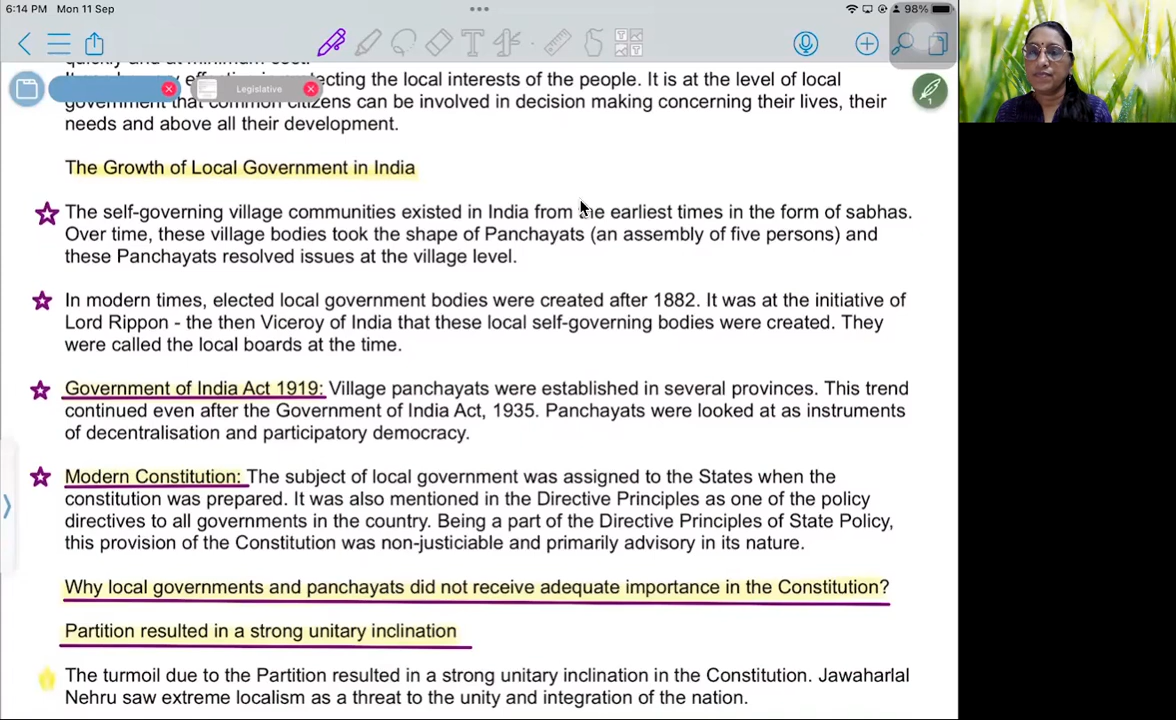 6:14 PM Mon 11 Sep
98%
quickly and at minimum cost.
tecting the local interests of the people. It is at the level of local
Legislative
government that common citizens can be involved in decision making concerning their lives, their
needs and above all their development.
1
The Growth of Local Government in India
The self-governing village communities existed in India from the earliest times in the form of sabhas.
Over time, these village bodies took the shape of Panchayats (an assembly of five persons) and
these Panchayats resolved issues at the village level.
In modern times, elected local government bodies were created after 1882. It was at the initiative of
Lord Rippon - the then Viceroy of India that these local self-governing bodies were created. They
were called the local boards at the time.
Government of India Act 1919: Village panchayats were established in several provinces. This trend
continued even after the Government of India Act, 1935. Panchayats were looked at as instruments
of decentralisation and participatory democracy.
Modern Constitution: The subject of local government was assigned to the States when the
constitution was prepared. It was also mentioned in the Directive Principles as one of the policy
directives to all governments in the country. Being a part of the Directive Principles of State Policy,
this provision of the Constitution was non-justiciable and primarily advisory in its nature.
Why local governments and panchayats did not receive adequate importance in the Constitution?
Partition resulted in a strong unitary inclination
The turmoil due to the Partition resulted in a strong unitary inclination in the Constitution. Jawaharlal
Nehru saw extreme localism as a threat to the unity and integration of the nation.